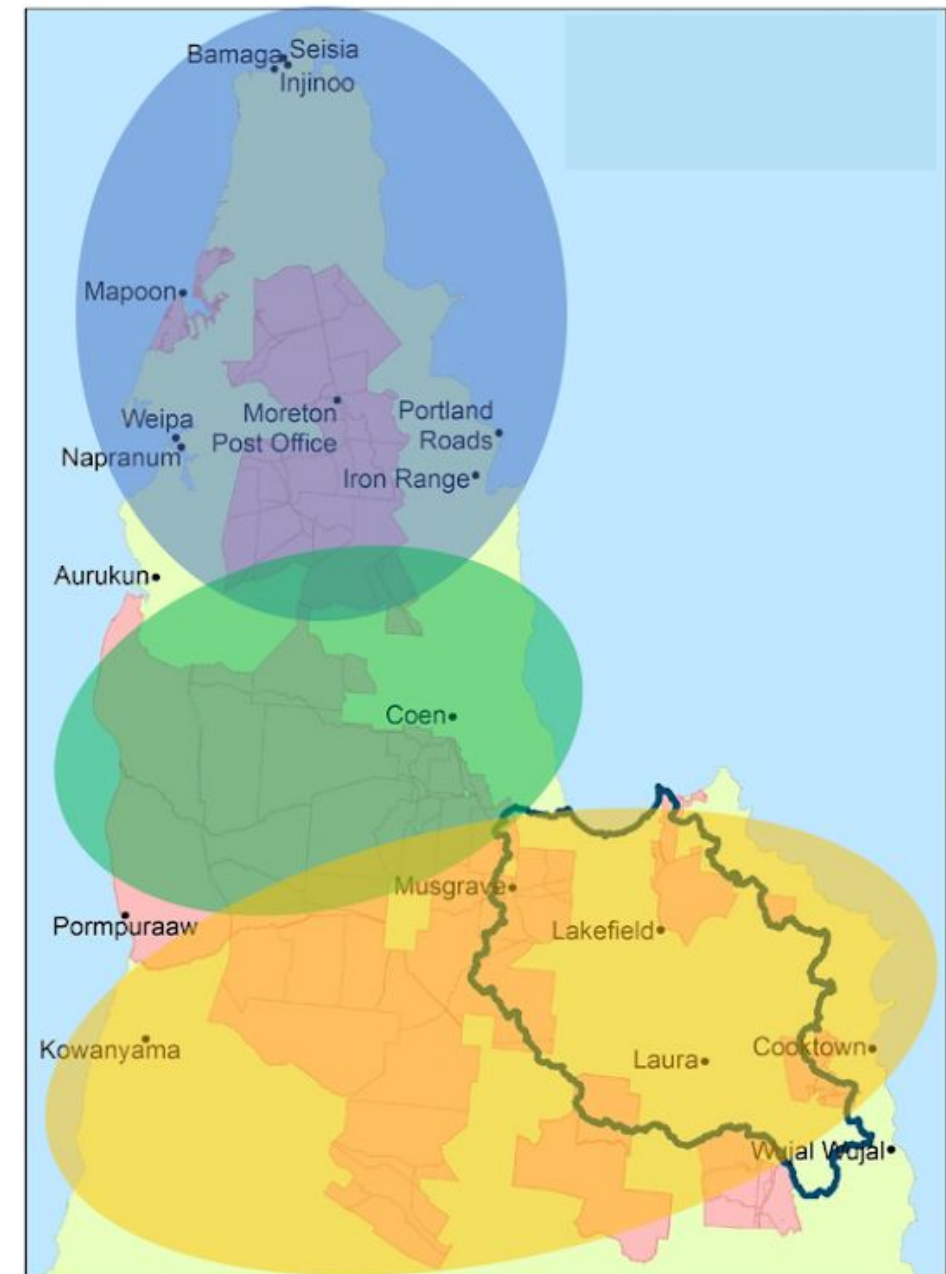 Bamaga
Seisia
Injinoo
Mapoon
Weipa
Napranum
Moreton
Post Office
Portland
Roads
Iron Range
Aurukun
Coen
Musgrave
Pormpuraaw
Lakefield
Kowanyama
Laura
Cooktown
Wujal Wujal